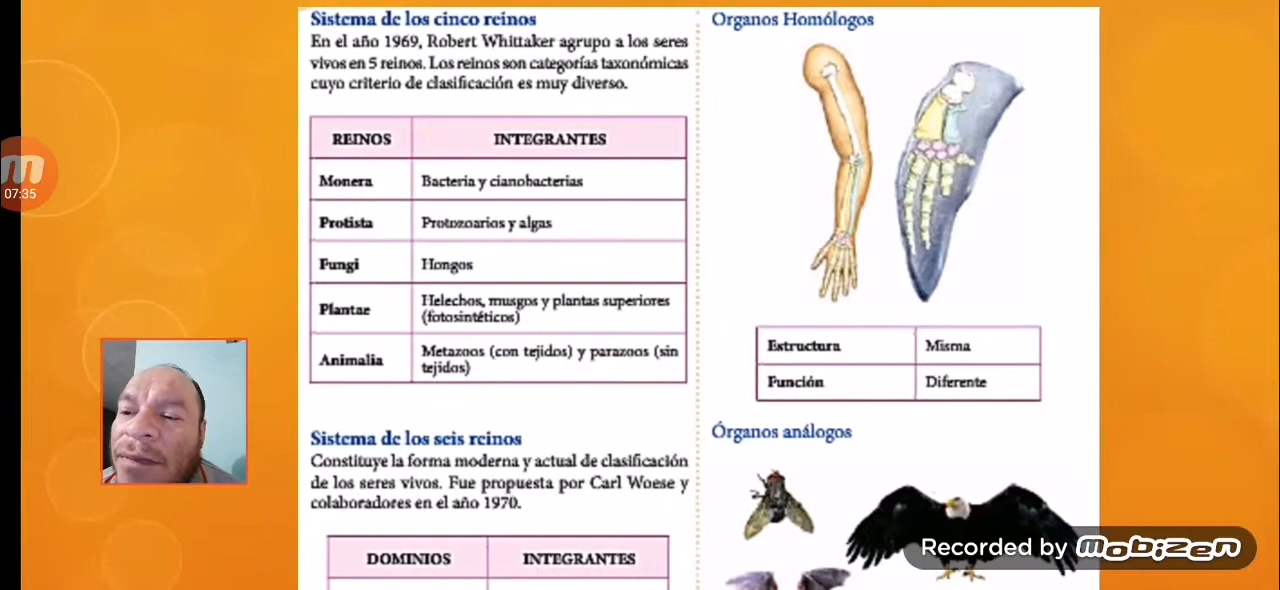 Sistema de los cinco reinos
En el año 1969, Robert Whittaker agrupo a los seres
vivos en 5 reinos. Los reinos son categorías taxonómicas
cuyo criterio de clasificación es muy diverso.
REINOS INTEGRANTES
Monera Bacteria y cianobacterias
Protista Protozoarios y algas
Fungi Hongos
Plantae Helechos, musgos y plantas superiores
(fotosintéticos)
Animalia Metazoos (con tejidos) y parazoos (sin
tejidos)
Sistema de los seis reinos
Constituye la forma moderna y actual de clasificación
de los seres vivos. Fue propuesta por Carl Woese y
colaboradores en el año 1970.
DOMINIOS INTEGRANTES
Organos Homólogos
Estructura Misma
Función Diferente
Órganos análogos
07:35
Recorded by MOBIZEN